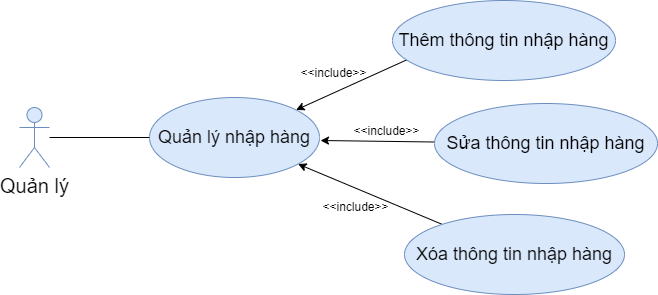 Thêm thông tin nhập hàng
<<include>>
Quản lý nhập hàng
<<include>>
Sửa thông tin nhập hàng
Quản lý
<<include>>
Xóa thông tin nhập hàng